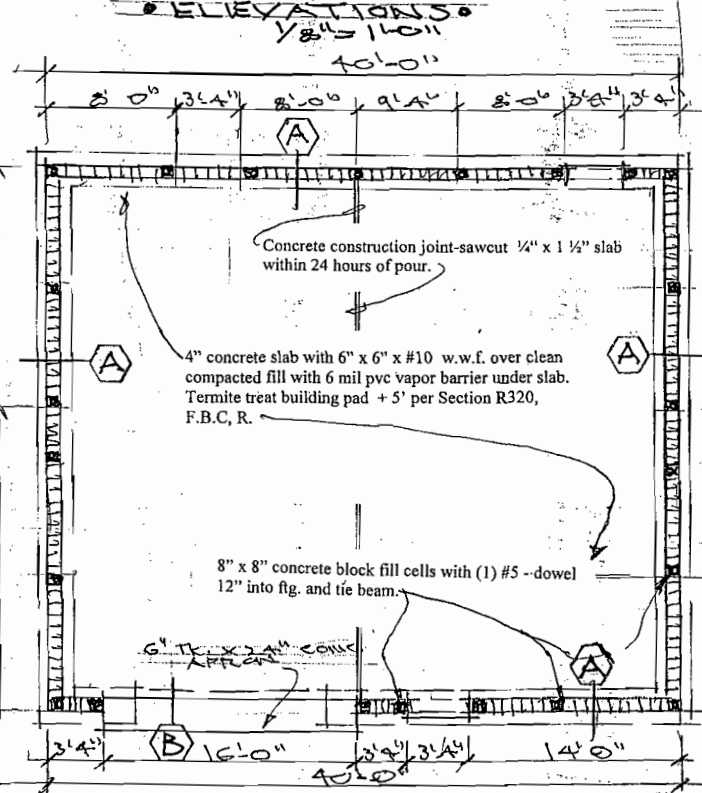 • ELEVATIONS •
1/8" = 1'-0"
40'-0"
8'-0" 3'-4" 8'-0" 9'-4" 8'-0" 3'-4" 3'-4"
A
Concrete construction joint-sawcut ¼" x 1 ½" slab
within 24 hours of pour.
A
A
4" concrete slab with 6" x 6" x #10 w.w.f. over clean
compacted fill with 6 mil pvc vapor barrier under slab.
Termite treat building pad + 5' per Section R320,
F.B.C, R.
8" x 8" concrete block fill cells with (1) #5 --dowel
12" into ftg. and tie beam.
6" TK. x 24" CONC
APRON
A
B
3'-4" 16'-0" 3'-4" 3'-4" 14'-0"
40'-0"